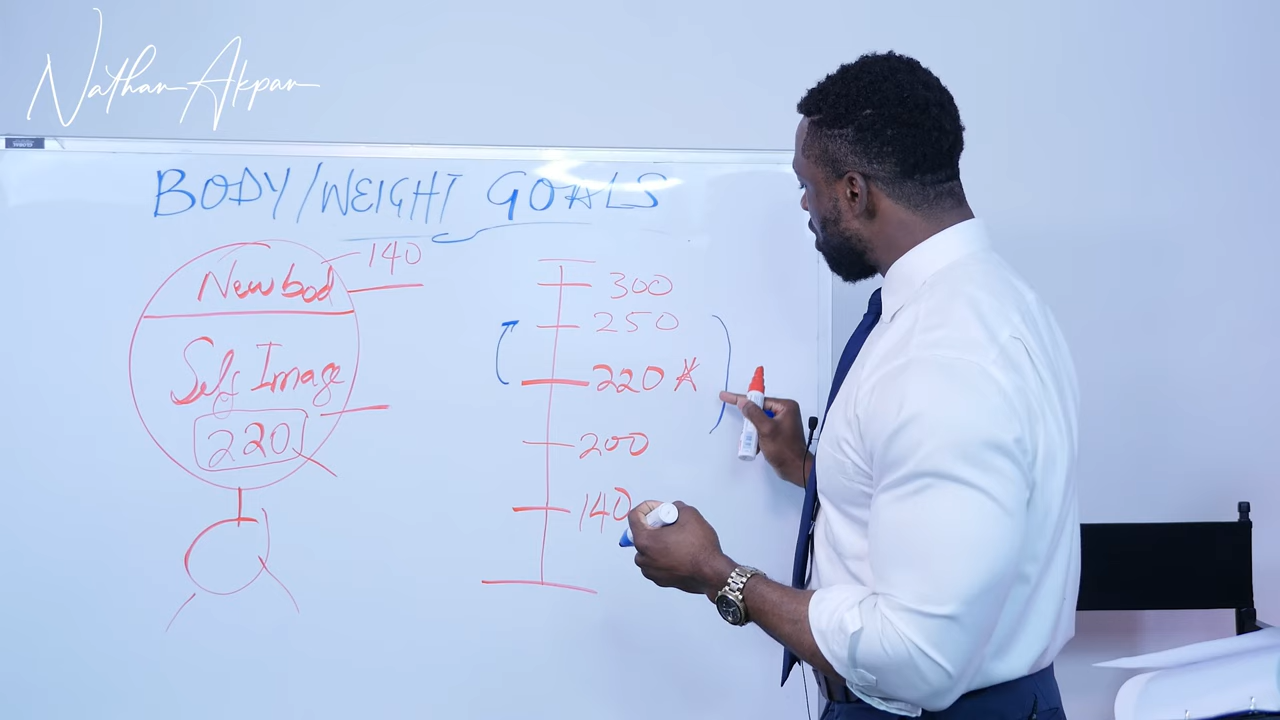 Nathan Akpan
BODY/WEIGHT GOALS
New bod
140
Self Image
220
300
250
220 *
200
140